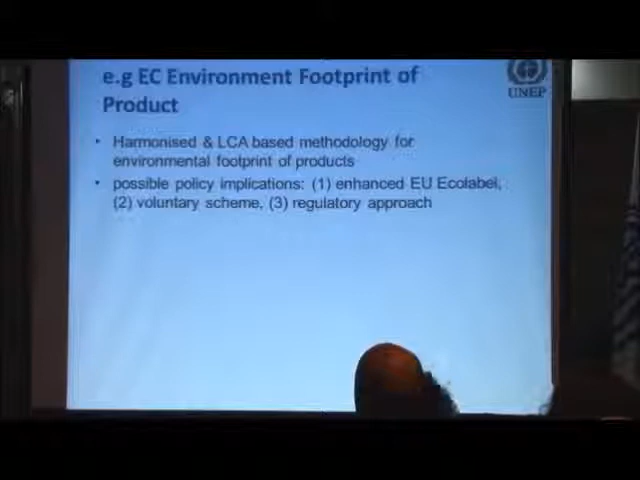 e.g EC Environment Footprint of
Product
UNEP
• Harmonised & LCA based methodology for
environmental footprint of products
• possible policy implications: (1) enhanced EU Ecolabel,
(2) voluntary scheme, (3) regulatory approach